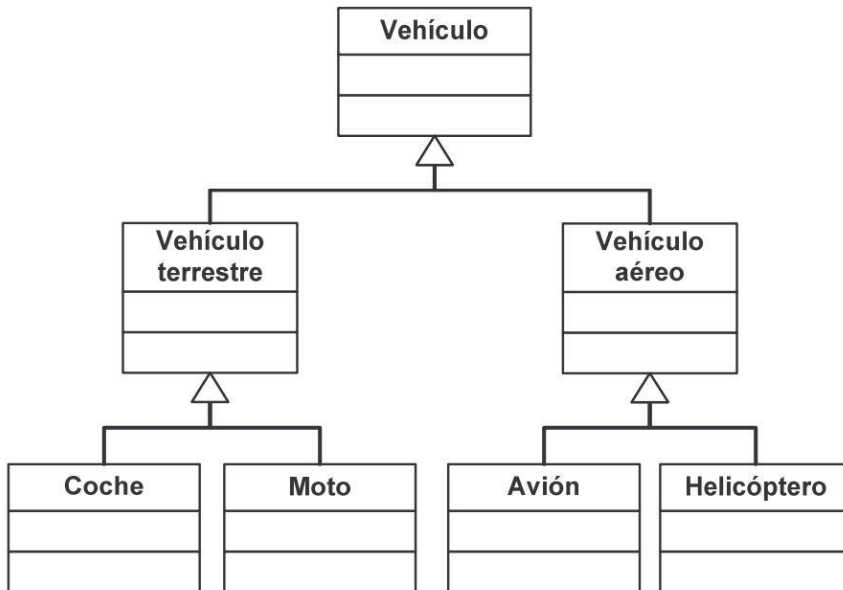 Vehículo
Vehículo
terrestre
Vehículo
aéreo
Coche
Moto
Avión
Helicóptero